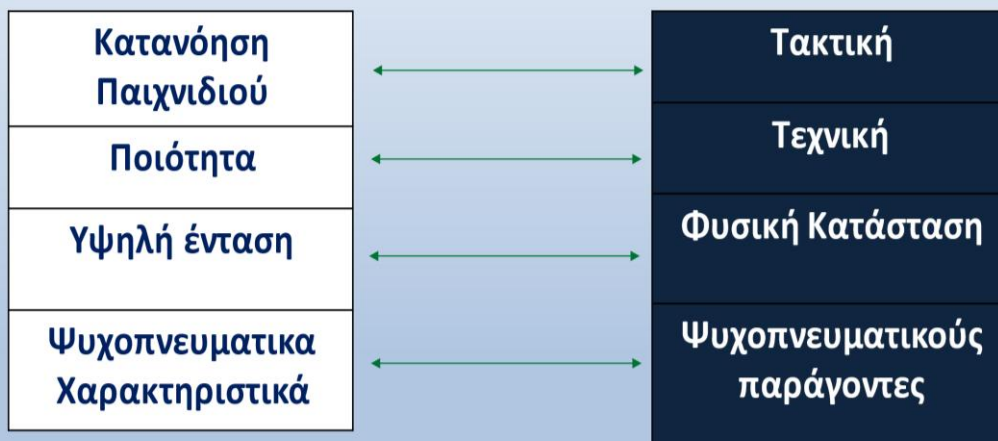 Κατανόηση
Παιχνιδιού
Τακτική
Ποιότητα
Τεχνική
Υψηλή ένταση
Φυσική Κατάσταση
Ψυχοπνευματικα
Χαρακτηριστικά
Ψυχοπνευματικούς
παράγοντες